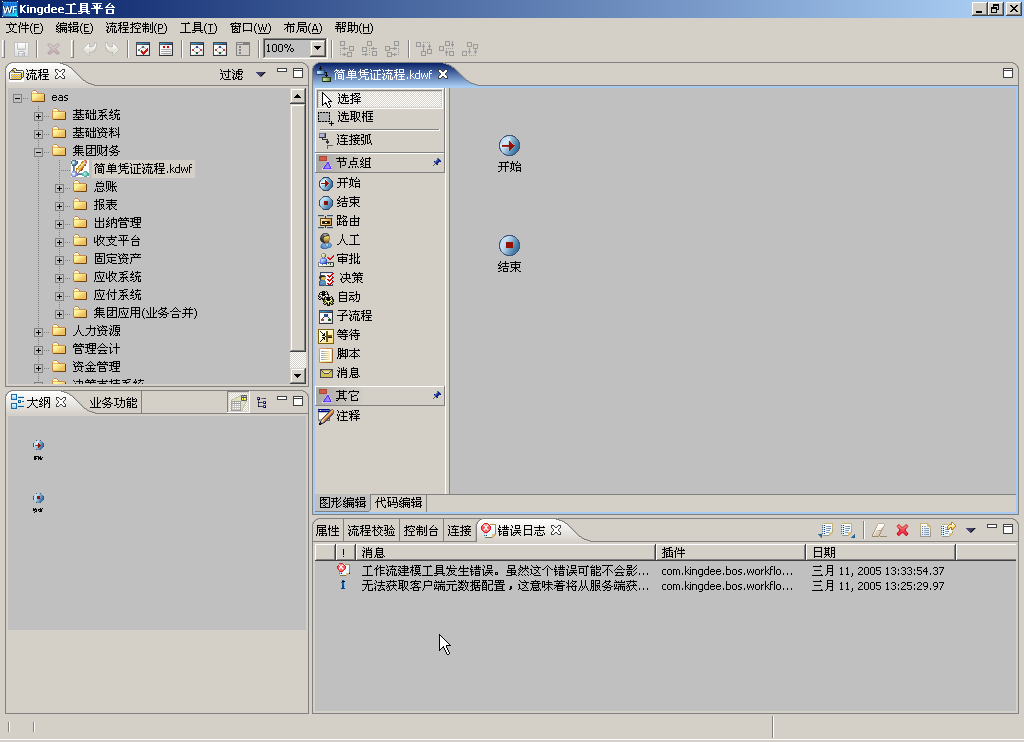 WF Kingdee工具平台
文件(F) 编辑(E) 流程控制(P) 工具(T) 窗口(W) 布局(A) 帮助(H)
100%
流程 过滤
eas
基础系统
基础资料
集团财务
简单凭证流程.kdwf
总账
报表
出纳管理
收支平台
固定资产
应收系统
应付系统
集团应用(业务合并)
人力资源
管理会计
资金管理
决策支持系统
大纲 业务功能
开始
结束
简单凭证流程.kdwf
选择
选取框
连接弧
节点组
开始
结束
路由
人工
审批
决策
自动
子流程
等待
脚本
消息
其它
注释
开始
结束
图形编辑 代码编辑
属性 流程校验 控制台 连接 错误日志
! 消息 插件 日期
工作流建模工具发生错误。虽然这个错误可能不会影... com.kingdee.bos.workflo... 三月 11, 2005 13:33:54.37
无法获取客户端元数据配置，这意味着将从服务端获... com.kingdee.bos.workflo... 三月 11, 2005 13:25:29.97